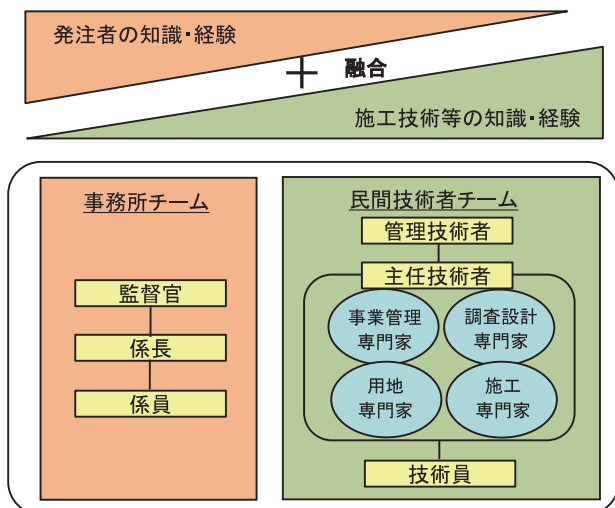 発注者の知識・経験
＋ 融合
施工技術等の知識・経験
事務所チーム
監督官
係長
係員
民間技術者チーム
管理技術者
主任技術者
事業管理
専門家
調査設計
専門家
用地
専門家
施工
専門家
技術員